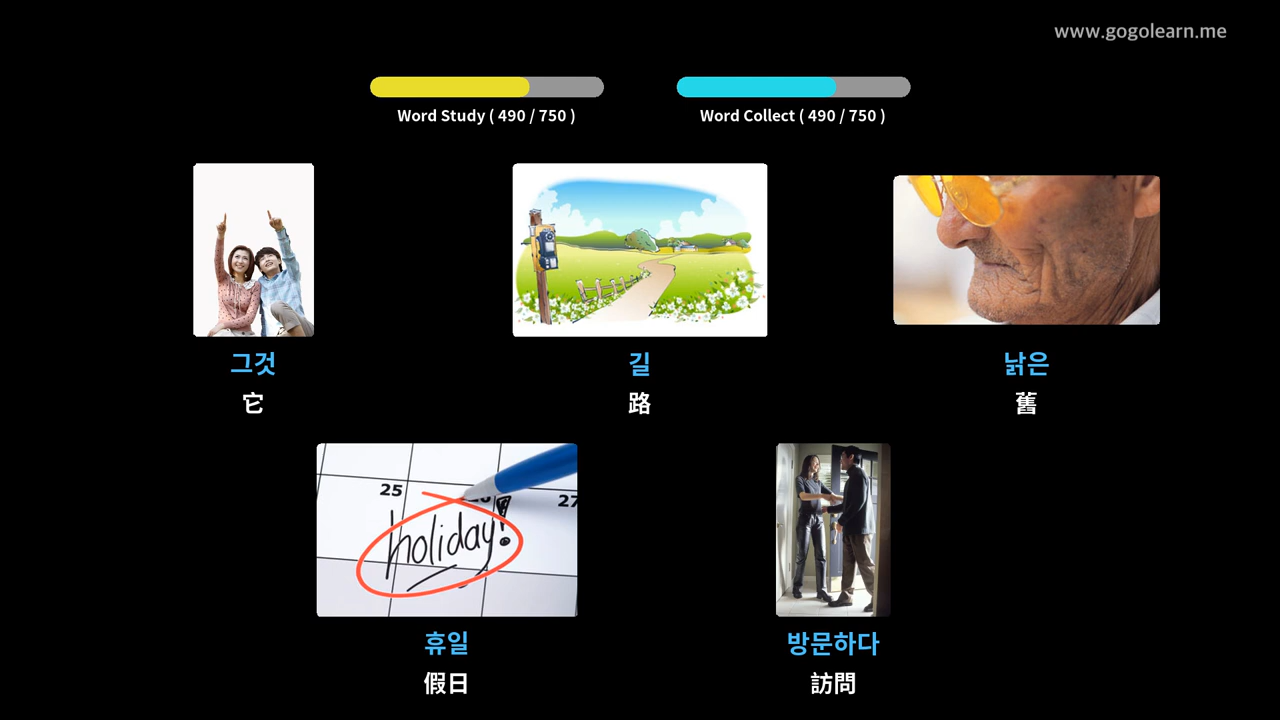 www.gogolearn.me
Word Study ( 490 / 750 )
Word Collect ( 490 / 750 )
그것
它
길
路
낡은
舊
25
27
holiday!
휴일
假日
방문하다
訪問